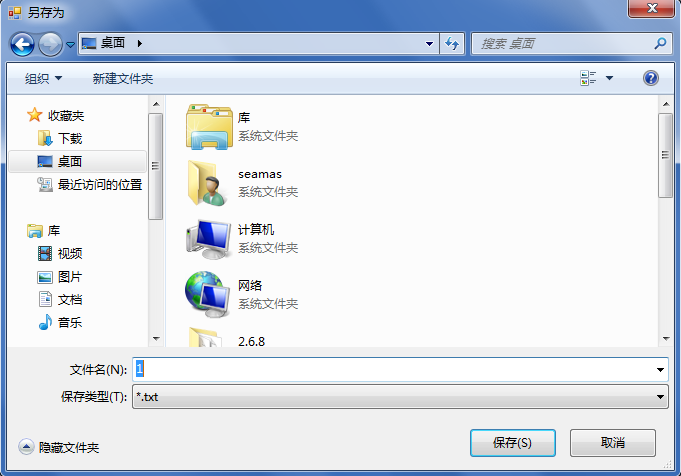 另存为
桌面
搜索 桌面
组织
新建文件夹
收藏夹
下载
桌面
最近访问的位置
库
视频
图片
文档
音乐
库
系统文件夹
seamas
系统文件夹
计算机
系统文件夹
网络
系统文件夹
2.6.8
文件名(N):
1
保存类型(T):
*.txt
隐藏文件夹
保存(S)
取消